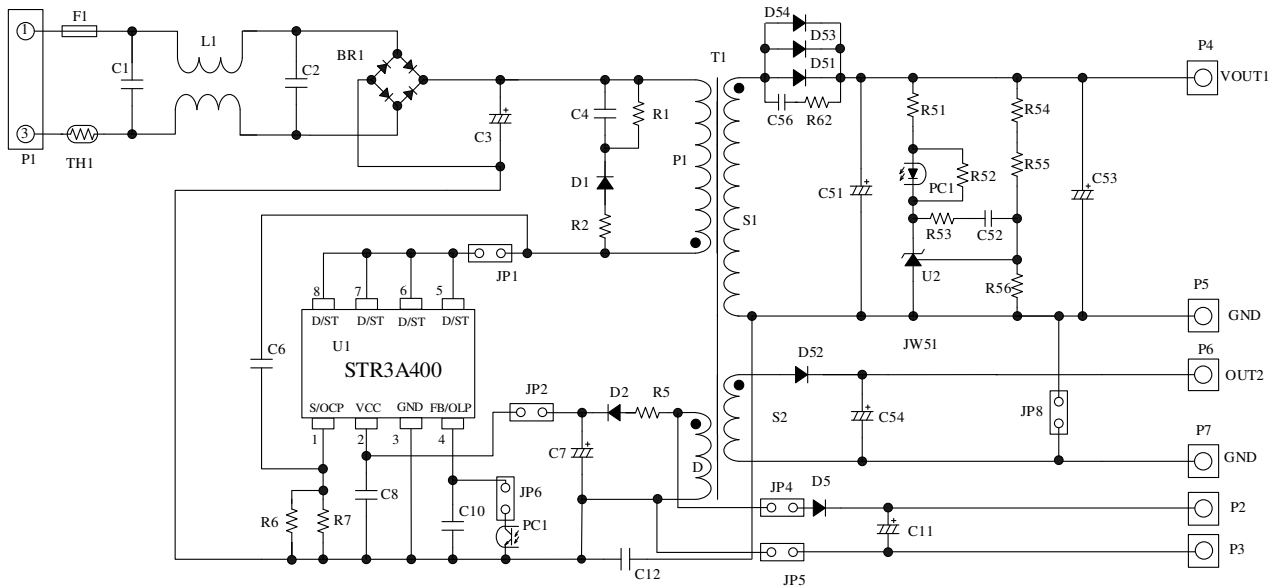 D54
F1
D53
1
L1
T1
P4
BR1
D51
C1
C2
VOUT1
C56
R62
R51
R54
C4
R1
C3
3
P1
TH1
P1
R55
D1
PC1
R52
C51
C53
R2
S1
R53
C52
U2
JP1
R56
8
7
6
5
P5
D/ST
D/ST
D/ST
D/ST
GND
U1
JW51
C6
P6
STR3A400
D52
OUT2
JP2
D2
R5
S/OCP
VCC
GND
FB/OLP
S2
C54
JP8
P7
1
2
3
4
C7
D
GND
D5
C8
JP6
JP4
P2
R6
R7
C10
PC1
C11
P3
C12
JP5